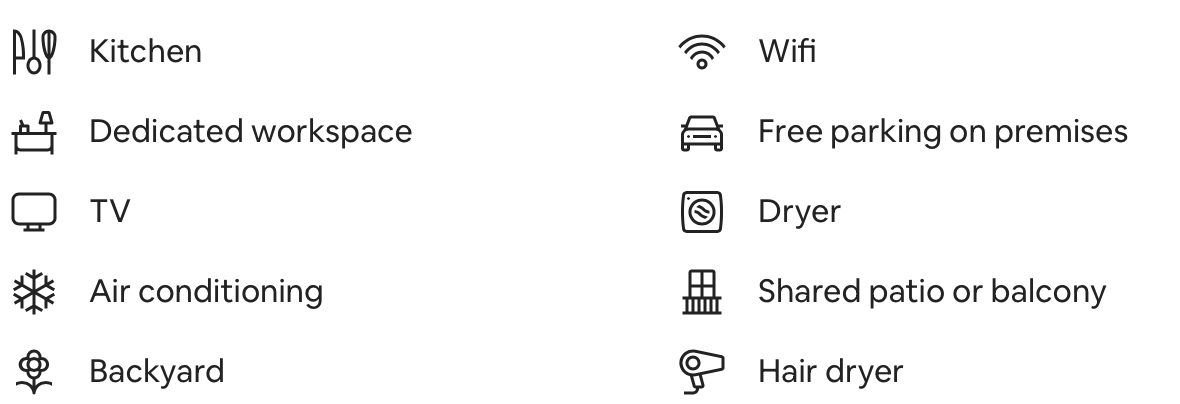 Kitchen
Wifi
Dedicated workspace
Free parking on premises
TV
Dryer
Air conditioning
Shared patio or balcony
Backyard
Hair dryer